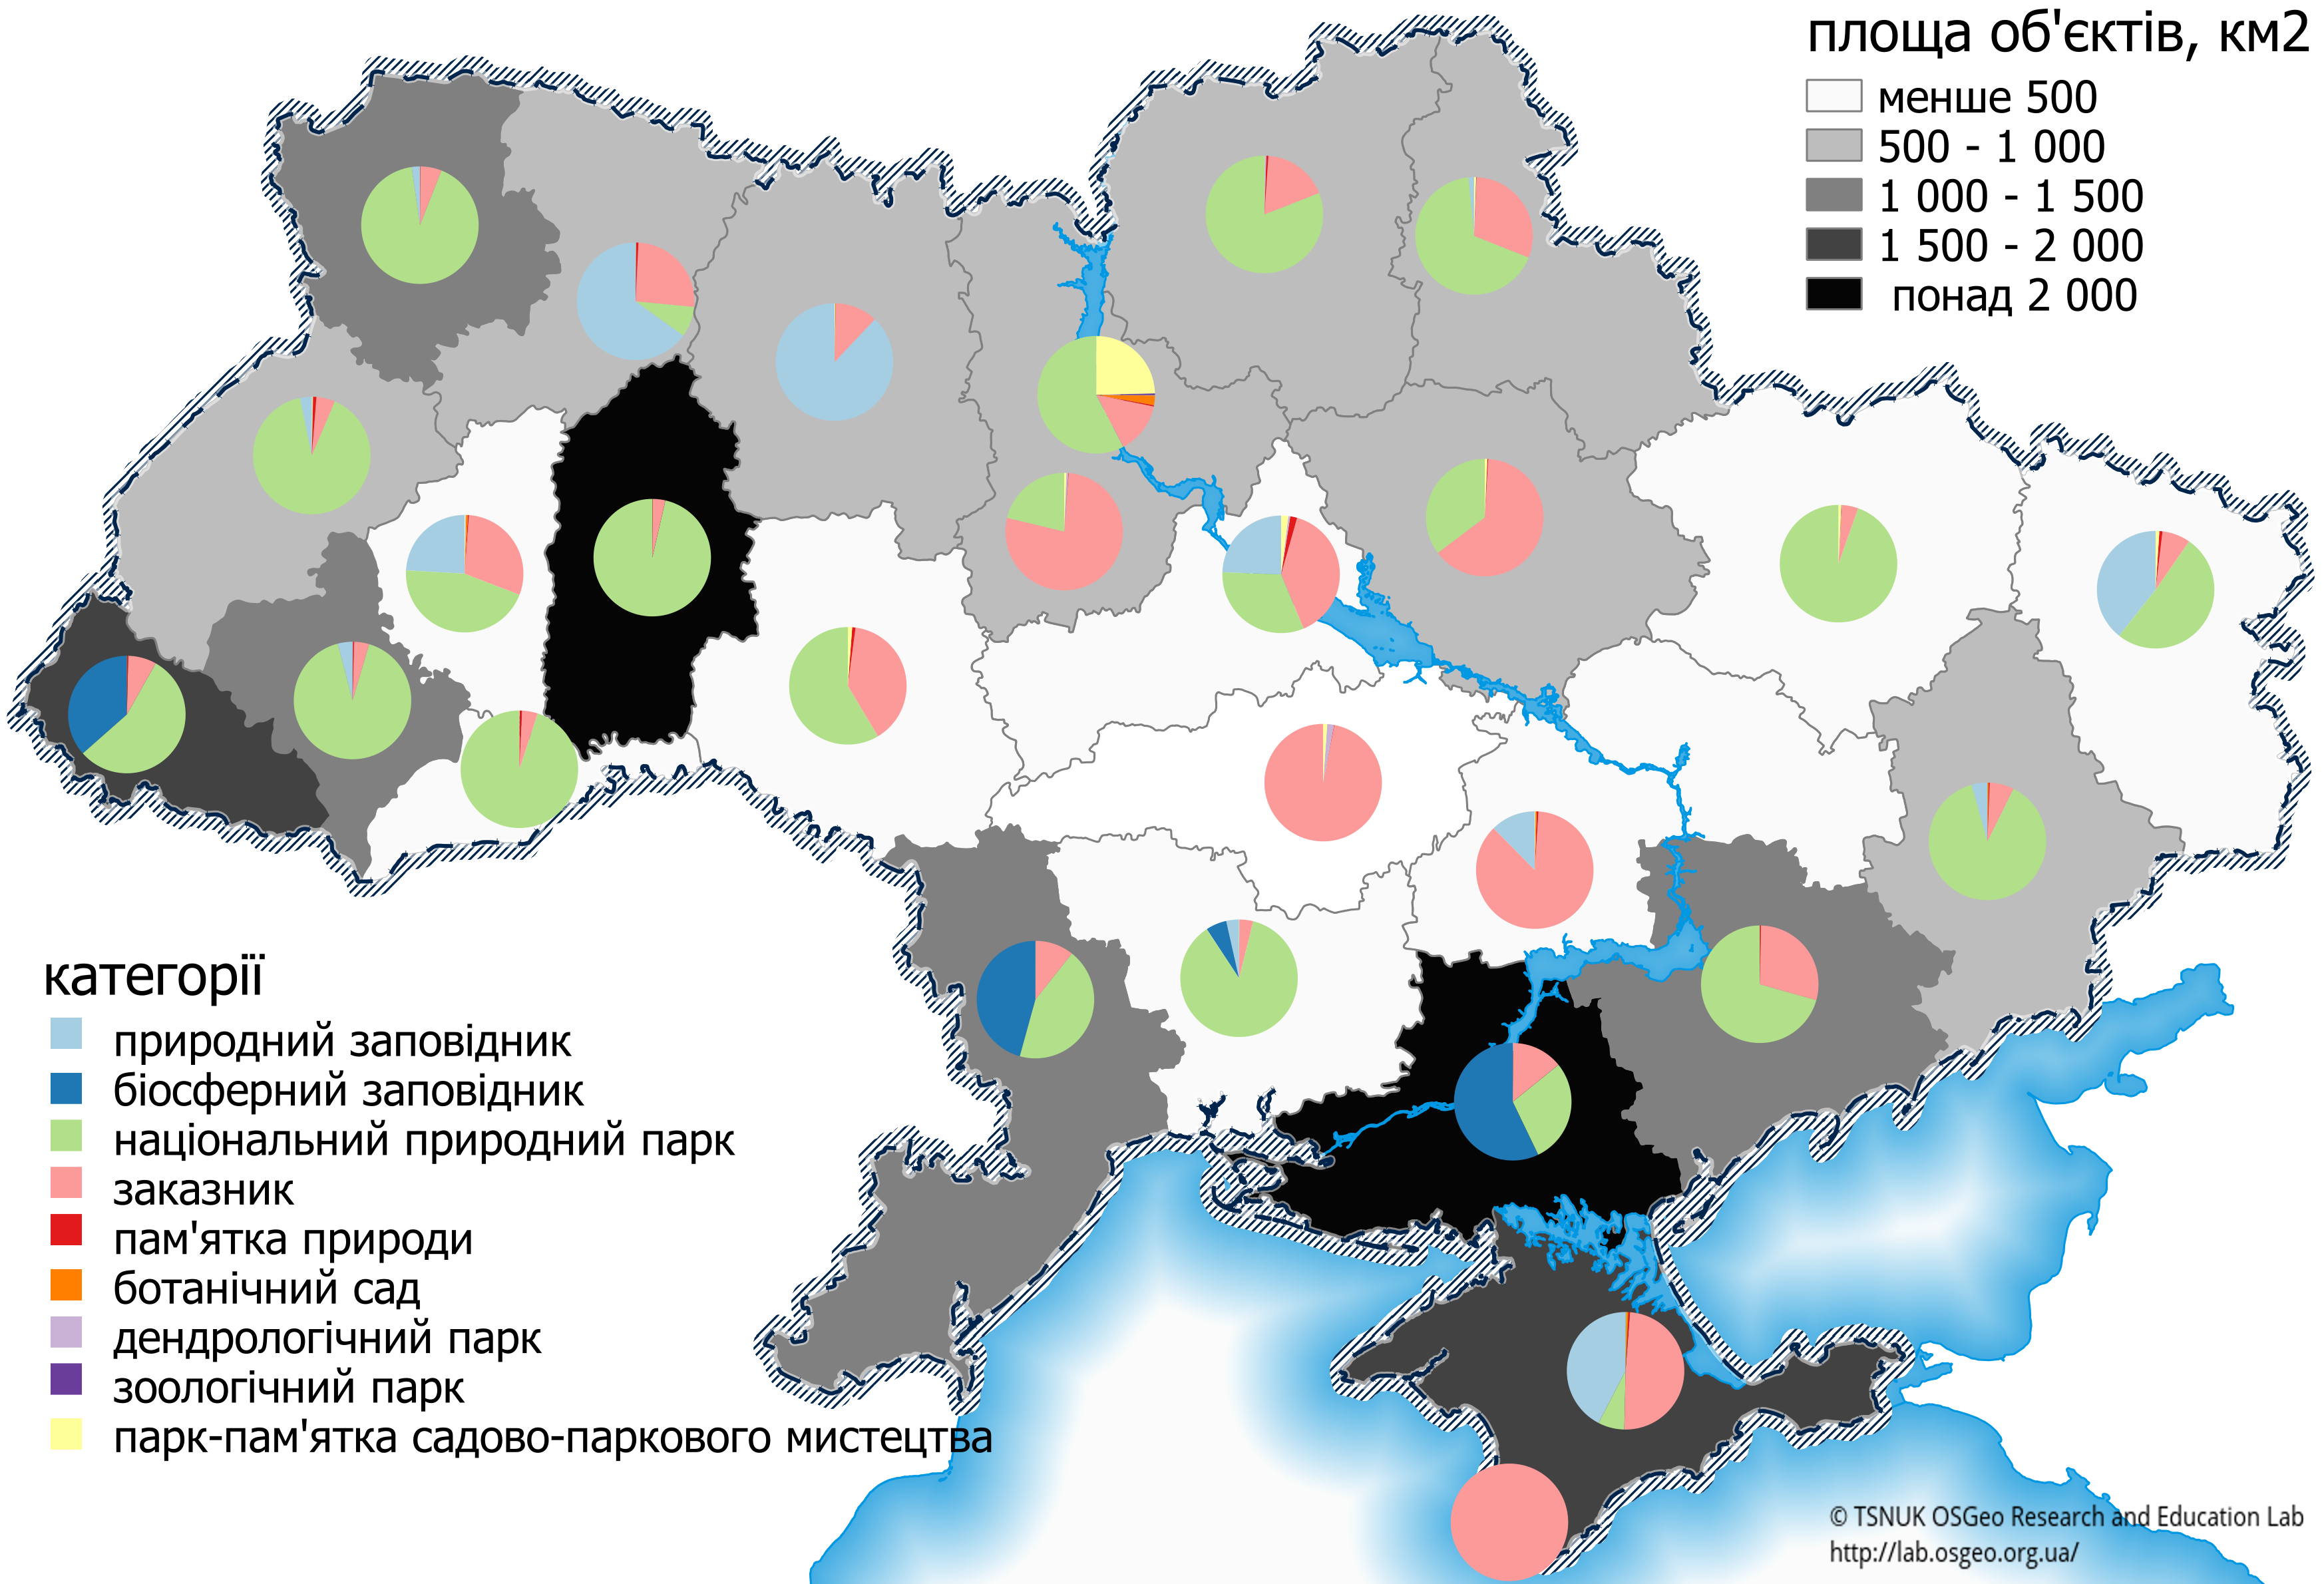 площа об'єктів, км2
менше 500
500 - 1 000
1 000 - 1 500
1 500 - 2 000
понад 2 000
категорії
природний заповідник
біосферний заповідник
національний природний парк
заказник
пам'ятка природи
ботанічний сад
дендрологічний парк
зоологічний парк
парк-пам'ятка садово-паркового мистецтва
© TSNUK OSGeo Research and Education Lab
http://lab.osgeo.org.ua/